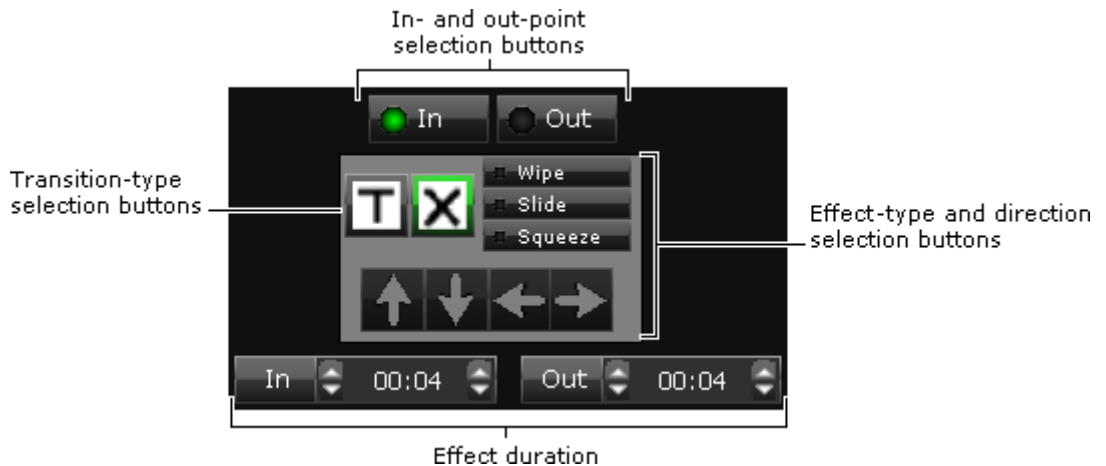 In- and out-point
selection buttons
In
Out
Transition-type
selection buttons
T
X
Wipe
Slide
Squeeze
Effect-type and direction
selection buttons
In 00:04 Out 00:04
Effect duration